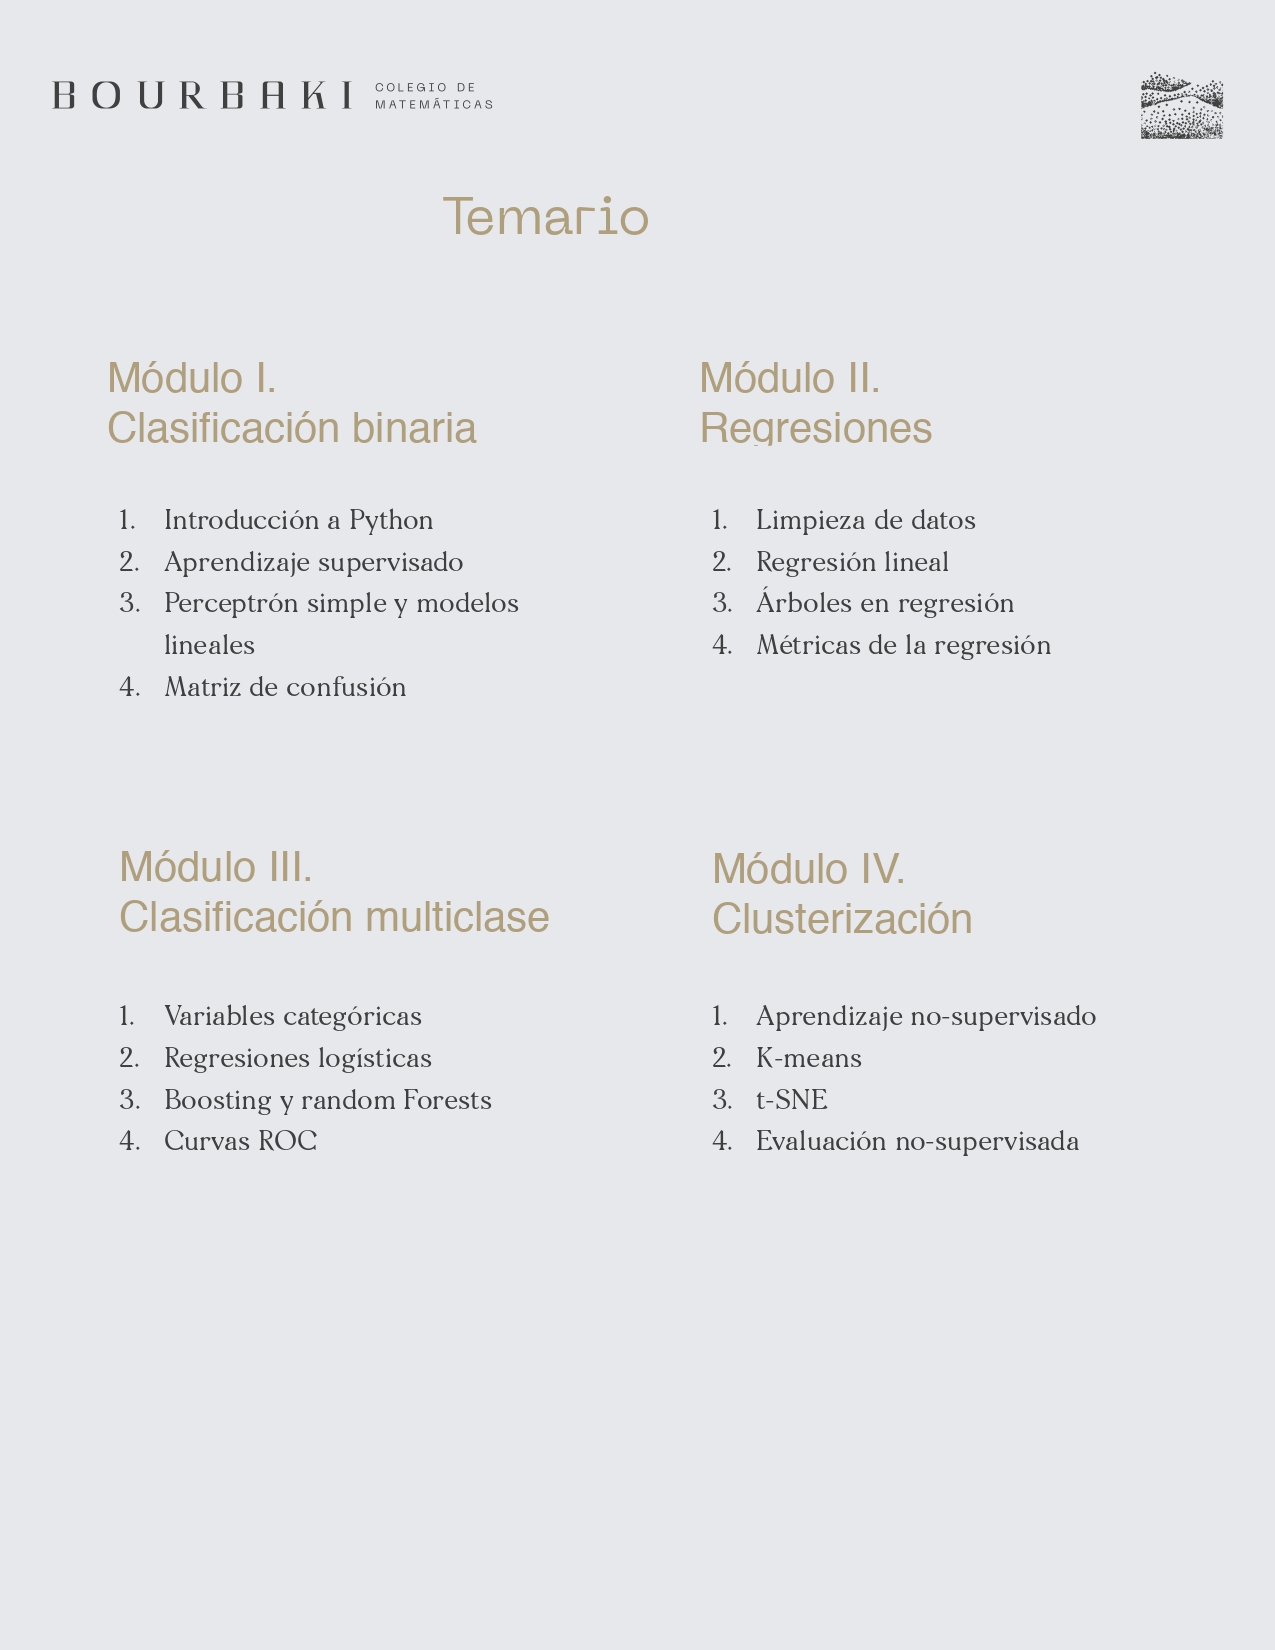 BOURBAKI
COLEGIO DE
MATEMÁTICAS
Temario
Módulo I.
Clasificación binaria
1. Introducción a Python
2. Aprendizaje supervisado
3. Perceptrón simple y modelos
lineales
4. Matriz de confusión
Módulo II.
Regresiones
1. Limpieza de datos
2. Regresión lineal
3. Árboles en regresión
4. Métricas de la regresión
Módulo III.
Clasificación multiclase
1. Variables categóricas
2. Regresiones logísticas
3. Boosting y random Forests
4. Curvas ROC
Módulo IV.
Clusterización
1. Aprendizaje no-supervisado
2. K-means
3. t-SNE
4. Evaluación no-supervisada